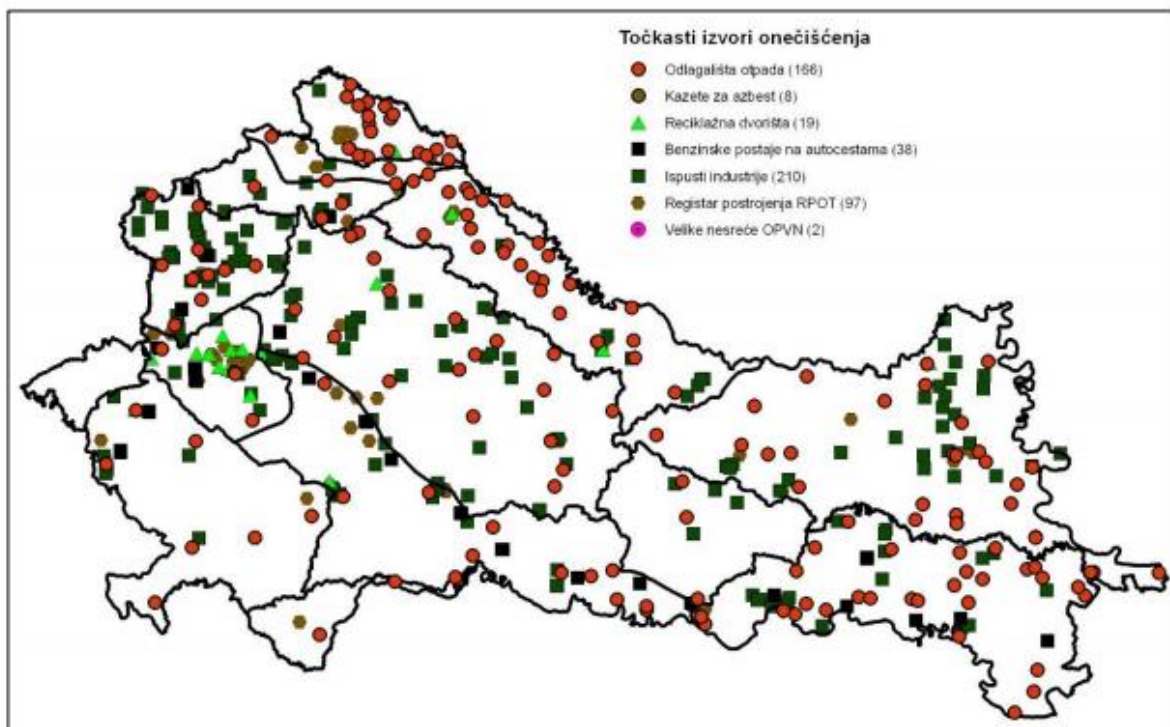 Točkasti izvori onečišćenja
Odlagališta otpada (166)
Kazete za azbest (8)
Reciklažna dvorišta (19)
Benzinske postaje na autocestama (38)
Ispusti industrije (210)
Registar postrojenja RPOT (97)
Velike nesreće OPVN (2)